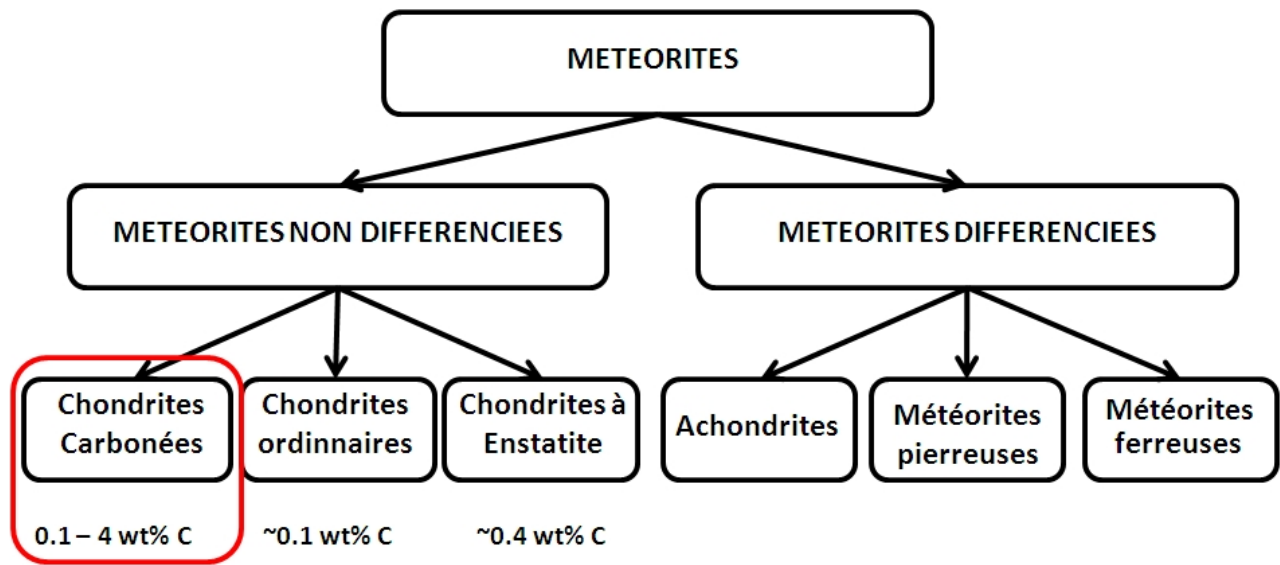 METEORITES
METEORITES NON DIFFERENCIEES
METEORITES DIFFERENCIEES
Chondrites
Carbonées
Chondrites
ordinnaires
Chondrites à
Enstatite
Achondrites
Météorites
pierreuses
Météorites
ferreuses
0.1 – 4 wt% C
~0.1 wt% C
~0.4 wt% C